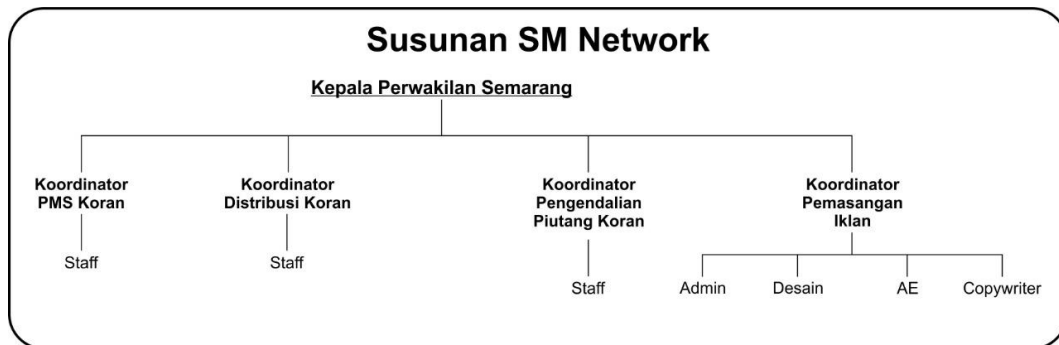 Susunan SM Network
Kepala Perwakilan Semarang
Koordinator
PMS Koran
Koordinator
Distribusi Koran
Koordinator
Pengendalian
Piutang Koran
Koordinator
Pemasangan
Iklan
Staff
Staff
Staff
Admin
Desain
AE
Copywriter